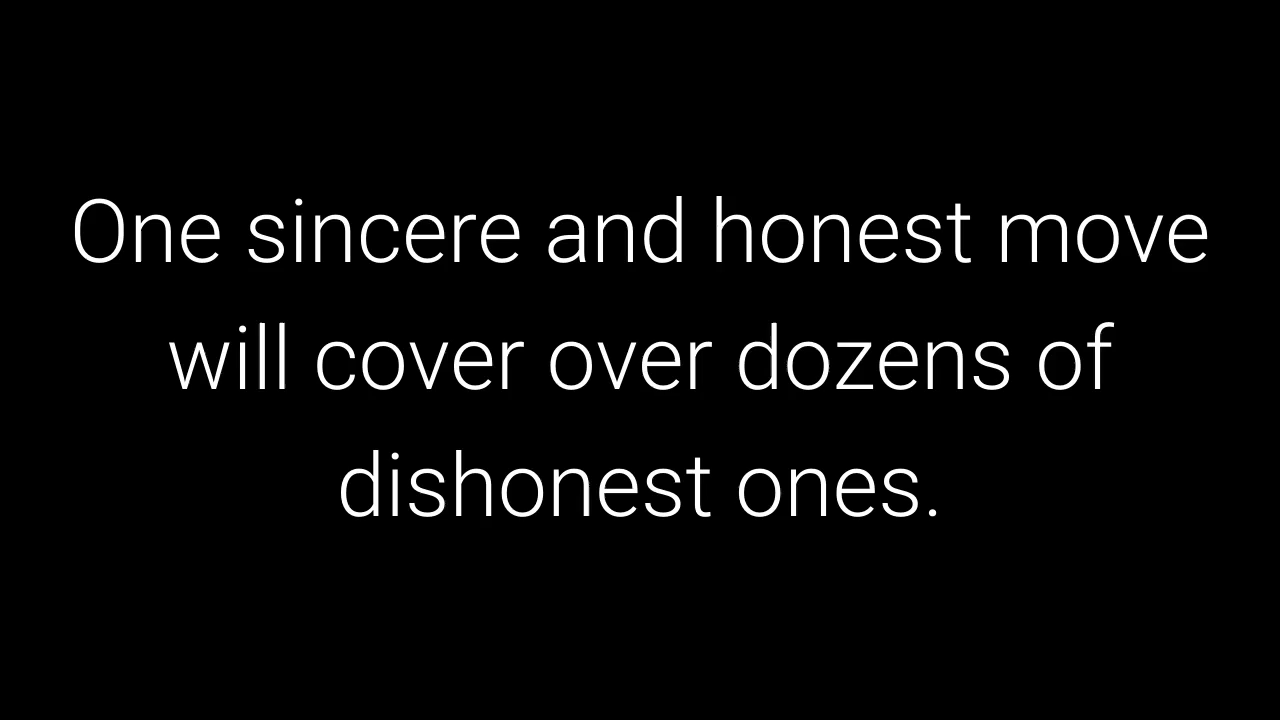 One sincere and honest move
will cover over dozens of
dishonest ones.